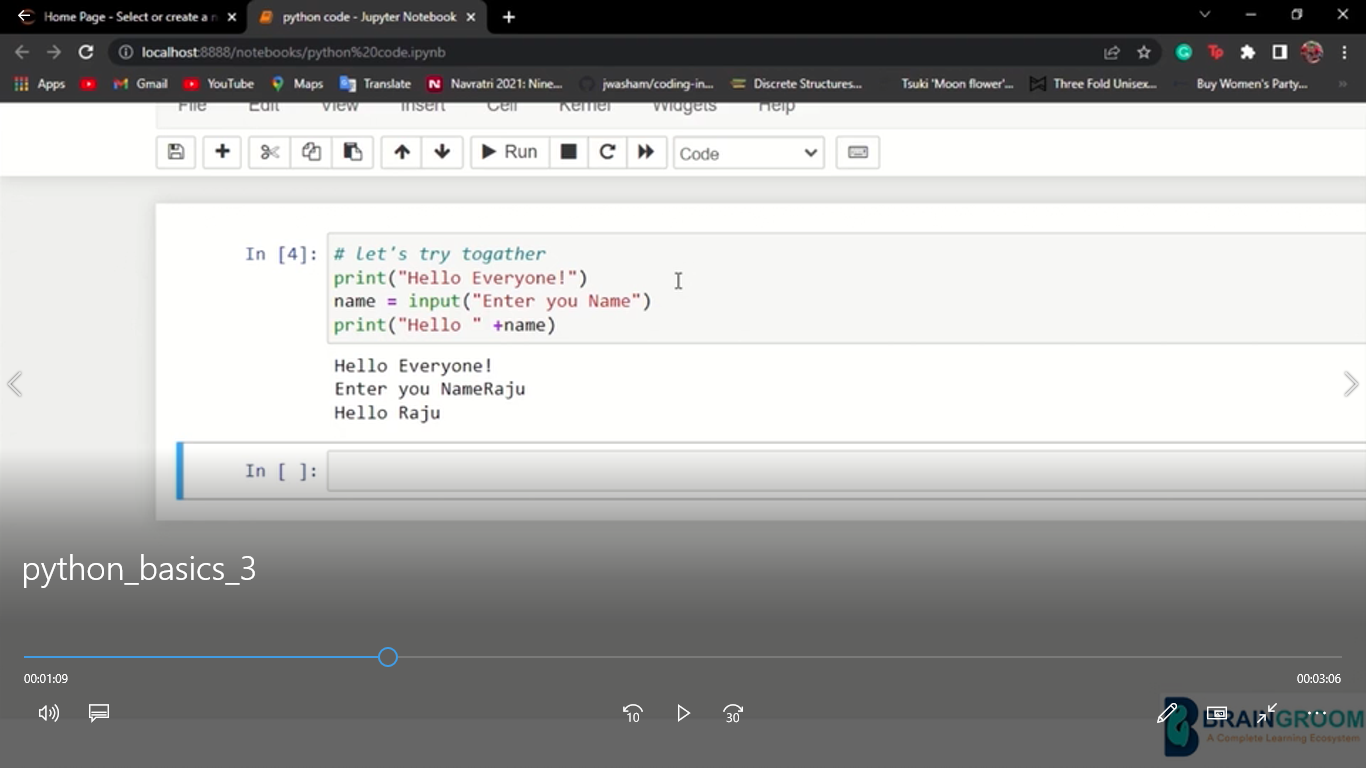 Home Page - Select or create a n
python code - Jupyter Notebook
localhost:8888/notebooks/python%20code.ipynb
Apps Gmail YouTube Maps Translate Navratri 2021: Nine... jwasham/coding-in... Discrete Structures... Tsuki 'Moon flower'... Three Fold Unisex... Buy Women's Party...
File Edit View Insert Cell Kernel Widgets Help
Run Code
In [4]: # let's try togather
print("Hello Everyone!")
name = input("Enter you Name")
print("Hello " +name)
Hello Everyone!
Enter you NameRaju
Hello Raju
In [ ]:
python_basics_3
00:01:09 00:03:06
10 30
BRAINGROOM
A Complete Learning Ecosystem